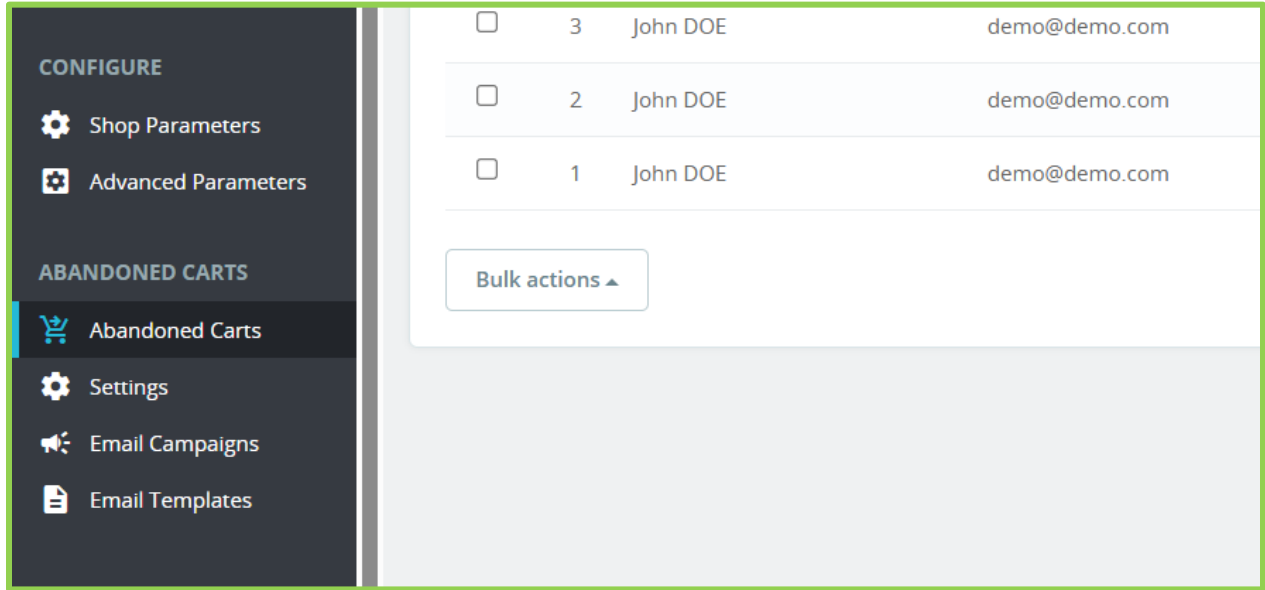 CONFIGURE
Shop Parameters
Advanced Parameters
ABANDONED CARTS
Abandoned Carts
Settings
Email Campaigns
Email Templates
3 John DOE demo@demo.com
2 John DOE demo@demo.com
1 John DOE demo@demo.com
Bulk actions